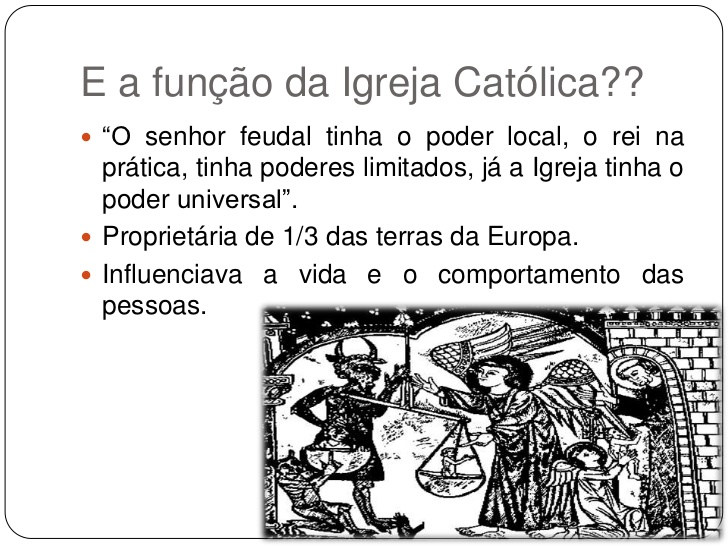 E a função da Igreja Católica??
“O senhor feudal tinha o poder local, o rei na
prática, tinha poderes limitados, já a Igreja tinha o
poder universal”.
Proprietária de 1/3 das terras da Europa.
Influenciava a vida e o comportamento das
pessoas.